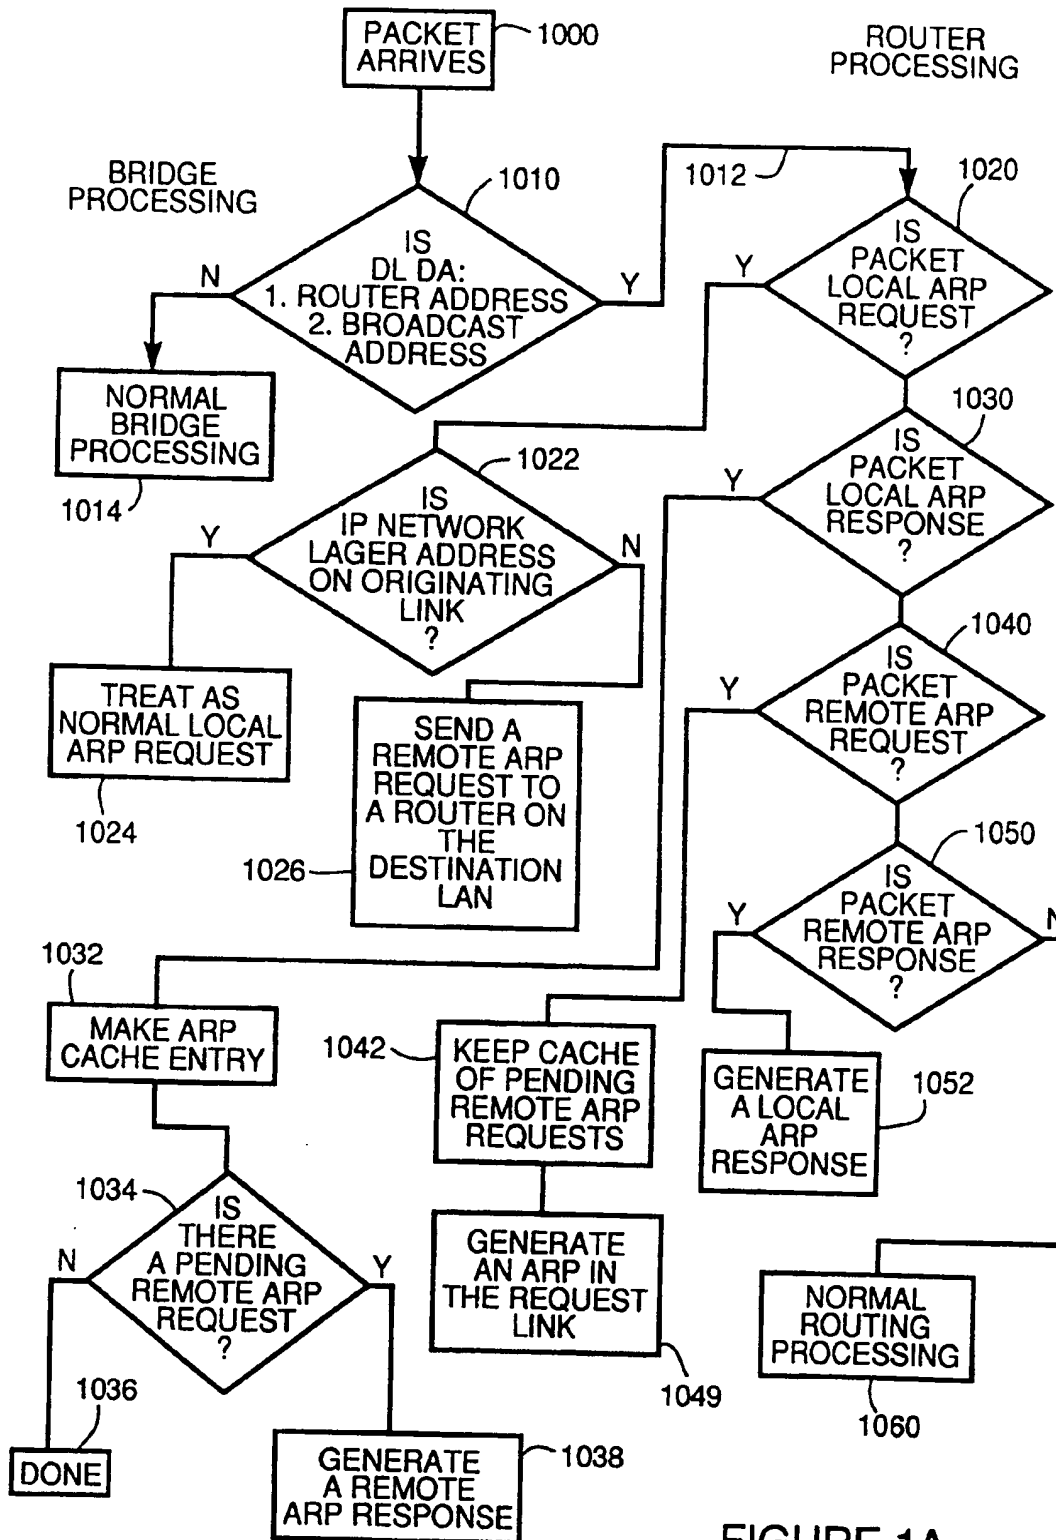 PACKET
ARRIVES
1000
ROUTER
PROCESSING
BRIDGE
PROCESSING
1010
IS
DL DA:
1. ROUTER ADDRESS
2. BROADCAST
ADDRESS
N
Y
1012
1020
IS
PACKET
LOCAL ARP
REQUEST
?
Y
NORMAL
BRIDGE
PROCESSING
1014
1022
IS
IP NETWORK
LAGER ADDRESS
ON ORIGINATING
LINK
?
Y
N
1030
IS
PACKET
LOCAL ARP
RESPONSE
?
Y
TREAT AS
NORMAL LOCAL
ARP REQUEST
1024
SEND A
REMOTE ARP
REQUEST TO
A ROUTER ON
THE
DESTINATION
LAN
1026
1040
IS
PACKET
REMOTE ARP
REQUEST
?
Y
1050
IS
PACKET
REMOTE ARP
RESPONSE
?
Y
N
1032
MAKE ARP
CACHE ENTRY
1042
KEEP CACHE
OF PENDING
REMOTE ARP
REQUESTS
GENERATE
A LOCAL
ARP
RESPONSE
1052
1034
IS
THERE
A PENDING
REMOTE ARP
REQUEST
?
N
Y
GENERATE
AN ARP IN
THE REQUEST
LINK
1049
NORMAL
ROUTING
PROCESSING
1060
1036
DONE
GENERATE
A REMOTE
ARP RESPONSE
1038
FIGURE 1A